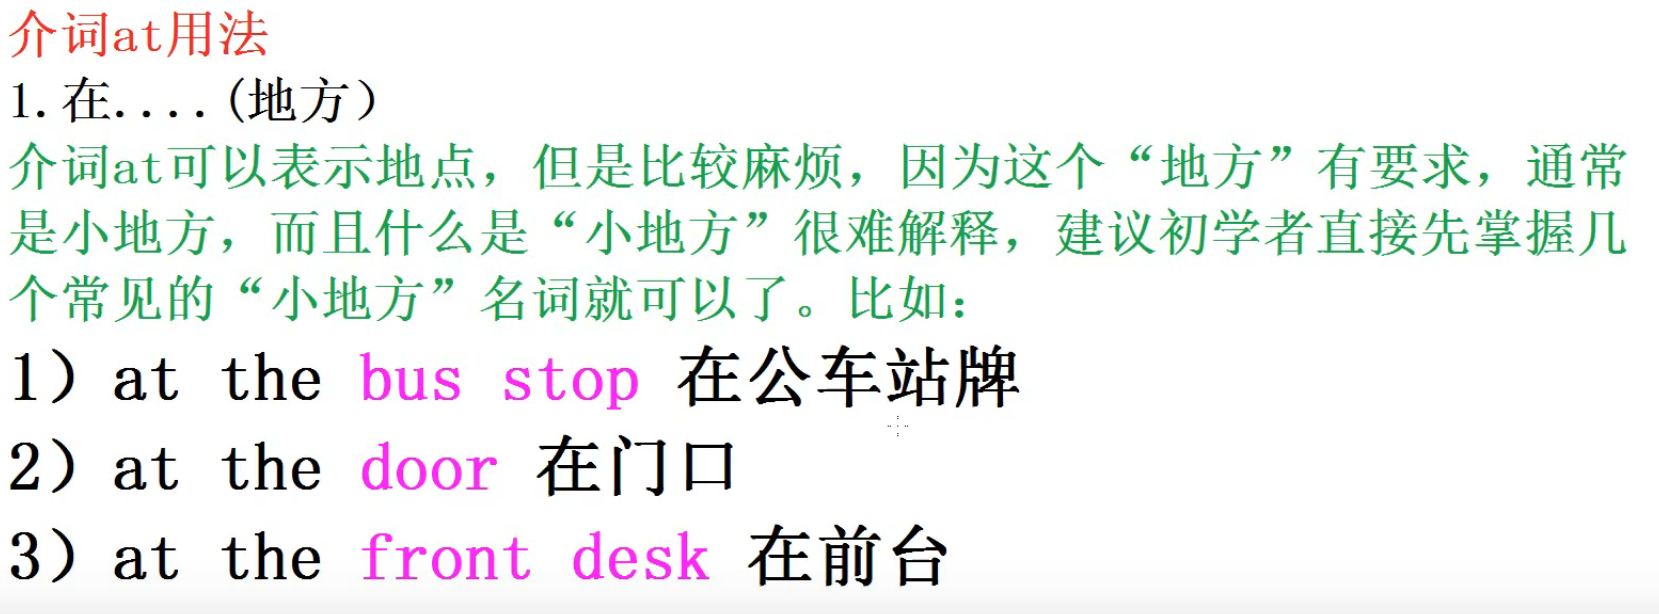 介词at用法
1.在....(地方）
介词at可以表示地点，但是比较麻烦，因为这个“地方”有要求，通常
是小地方，而且什么是“小地方”很难解释，建议初学者直接先掌握几
个常见的“小地方”名词就可以了。比如：
1）at the bus stop 在公车站牌
2）at the door 在门口
3）at the front desk 在前台